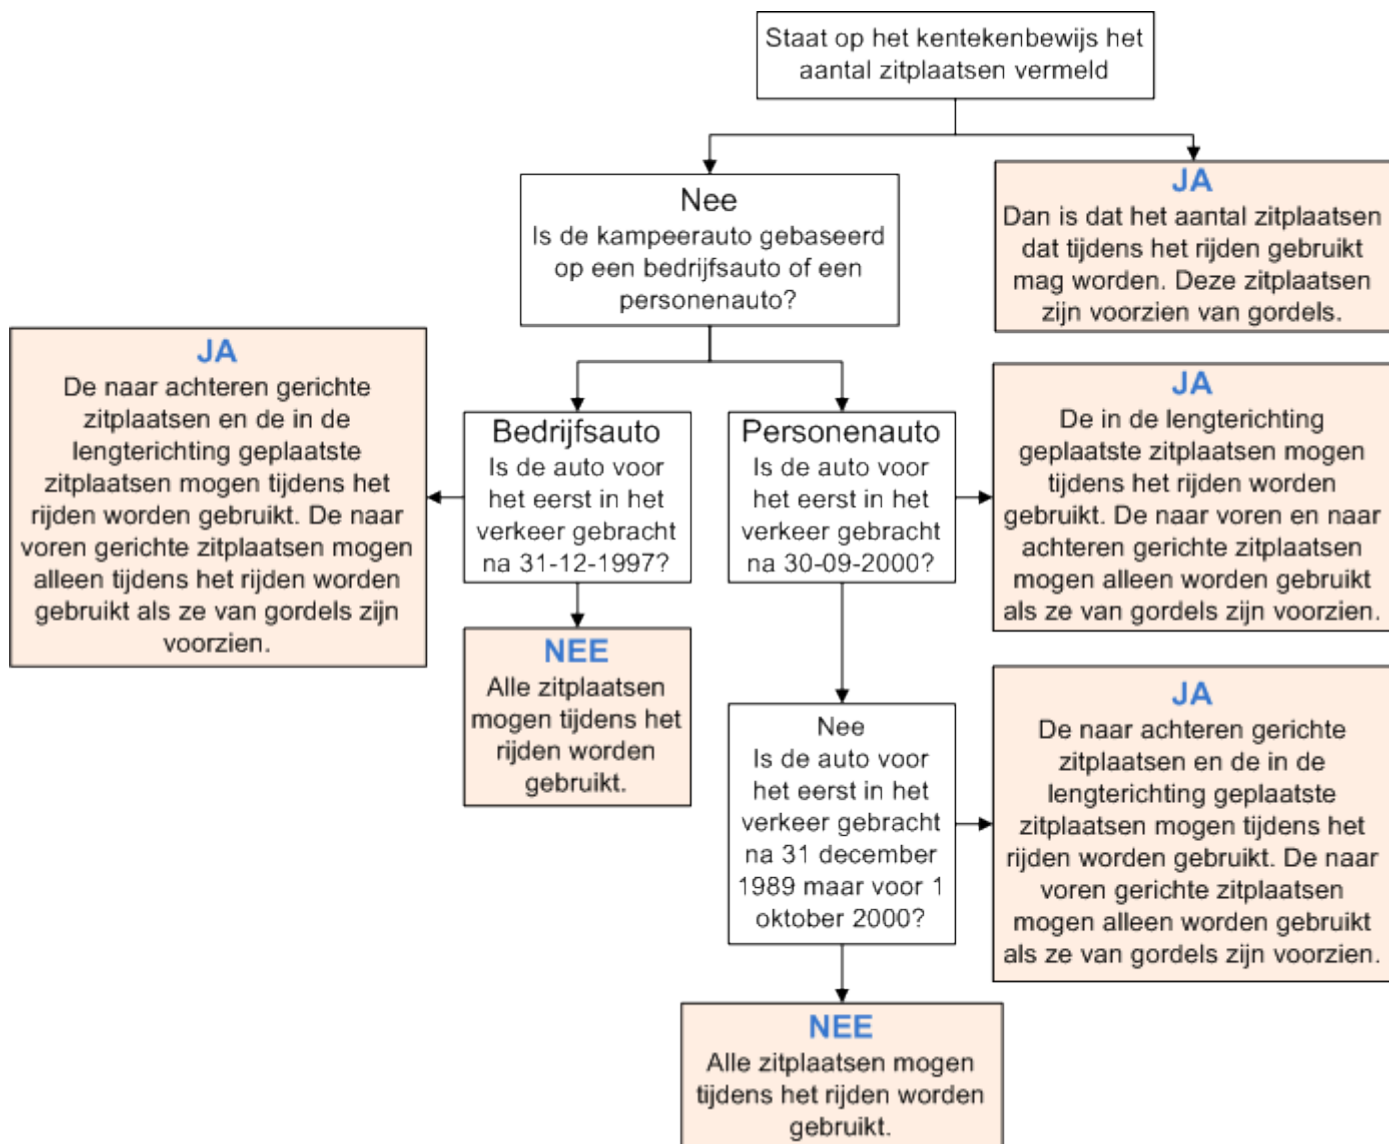 Staat op het kentekenbewijs het
aantal zitplaatsen vermeld
Nee
Is de kampeerauto gebaseerd
op een bedrijfsauto of een
personenauto?
JA
Dan is dat het aantal zitplaatsen
dat tijdens het rijden gebruikt
mag worden. Deze zitplaatsen
zijn voorzien van gordels.
JA
De naar achteren gerichte
zitplaatsen en de in de
lengterichting geplaatste
zitplaatsen mogen tijdens het
rijden worden gebruikt. De naar
voren gerichte zitplaatsen mogen
alleen tijdens het rijden worden
gebruikt als ze van gordels zijn
voorzien.
Bedrijfsauto
Is de auto voor
het eerst in het
verkeer gebracht
na 31-12-1997?
Personenauto
Is de auto voor
het eerst in het
verkeer gebracht
na 30-09-2000?
JA
De in de lengterichting
geplaatste zitplaatsen mogen
tijdens het rijden worden
gebruikt. De naar voren en naar
achteren gerichte zitplaatsen
mogen alleen worden gebruikt
als ze van gordels zijn voorzien.
NEE
Alle zitplaatsen
mogen tijdens het
rijden worden
gebruikt.
Nee
Is de auto voor
het eerst in het
verkeer gebracht
na 31 december
1989 maar voor 1
oktober 2000?
JA
De naar achteren gerichte
zitplaatsen en de in de
lengterichting geplaatste
zitplaatsen mogen tijdens het
rijden worden gebruikt. De naar
voren gerichte zitplaatsen
mogen alleen worden gebruikt
als ze van gordels zijn voorzien.
NEE
Alle zitplaatsen mogen
tijdens het rijden worden
gebruikt.